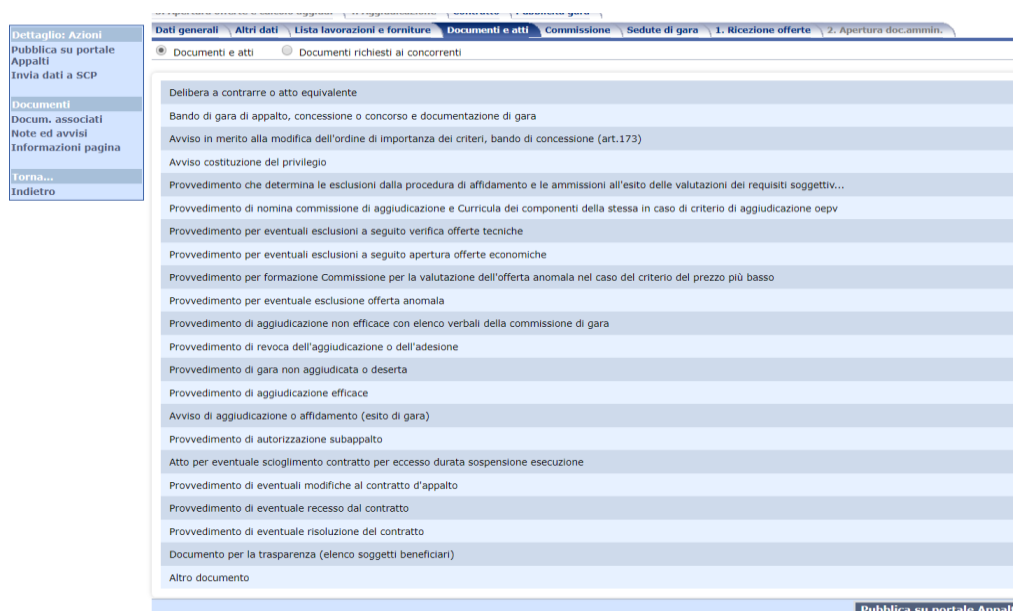 contratto
Dettaglio: Azioni
Pubblica su portale
Appalti
Invia dati a SCP
Documenti
Docum. associati
Note ed avvisi
Informazioni pagina
Torna...
Indietro
Dati generali Altri dati Lista lavorazioni e forniture Documenti e atti Commissione Sedute di gara 1. Ricezione offerte 2. Apertura doc.ammin.
Documenti e atti Documenti richiesti ai concorrenti
Delibera a contrarre o atto equivalente
Bando di gara di appalto, concessione o concorso e documentazione di gara
Avviso in merito alla modifica dell'ordine di importanza dei criteri, bando di concessione (art.173)
Avviso costituzione del privilegio
Provvedimento che determina le esclusioni dalla procedura di affidamento e le ammissioni all'esito delle valutazioni dei requisiti soggettiv...
Provvedimento di nomina commissione di aggiudicazione e Curricula dei componenti della stessa in caso di criterio di aggiudicazione oepv
Provvedimento per eventuali esclusioni a seguito verifica offerte tecniche
Provvedimento per eventuali esclusioni a seguito apertura offerte economiche
Provvedimento per formazione Commissione per la valutazione dell'offerta anomala nel caso del criterio del prezzo più basso
Provvedimento per eventuale esclusione offerta anomala
Provvedimento di aggiudicazione non efficace con elenco verbali della commissione di gara
Provvedimento di revoca dell'aggiudicazione o dell'adesione
Provvedimento di gara non aggiudicata o deserta
Provvedimento di aggiudicazione efficace
Avviso di aggiudicazione o affidamento (esito di gara)
Provvedimento di autorizzazione subappalto
Atto per eventuale scioglimento contratto per eccesso durata sospensione esecuzione
Provvedimento di eventuali modifiche al contratto d'appalto
Provvedimento di eventuale recesso dal contratto
Provvedimento di eventuale risoluzione del contratto
Documento per la trasparenza (elenco soggetti beneficiari)
Altro documento
Pubblica su portale Appalt